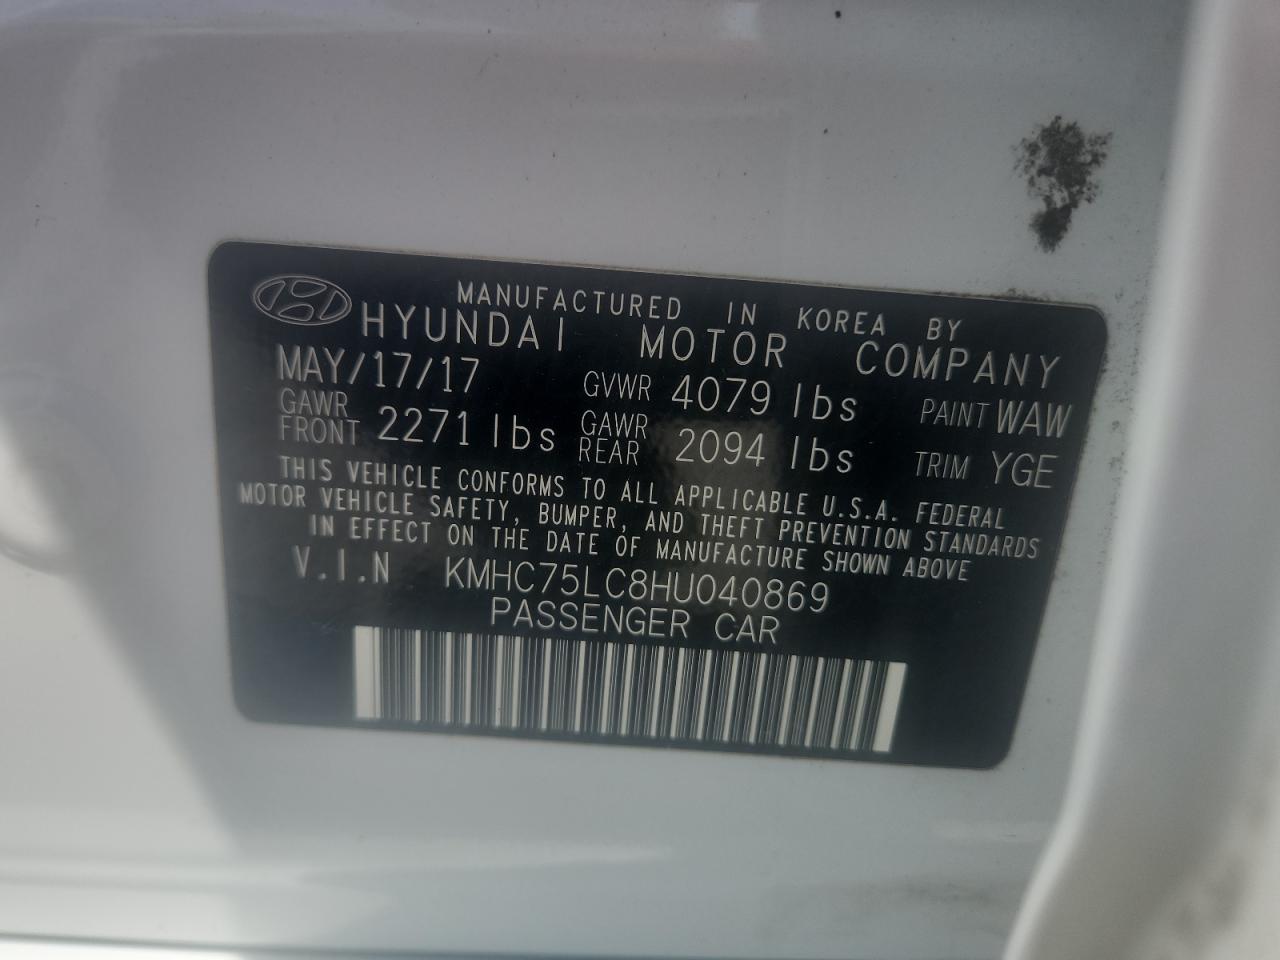 MANUFACTURED IN KOREA BY
HYUNDAI MOTOR COMPANY
MAY/17/17 GVWR 4079 lbs PAINT WAW
GAWR FRONT 2271 lbs GAWR REAR 2094 lbs TRIM YGE
THIS VEHICLE CONFORMS TO ALL APPLICABLE U.S.A. FEDERAL
MOTOR VEHICLE SAFETY, BUMPER, AND THEFT PREVENTION STANDARDS
IN EFFECT ON THE DATE OF MANUFACTURE SHOWN ABOVE
V.I.N KMHC75LC8HU040869
PASSENGER CAR